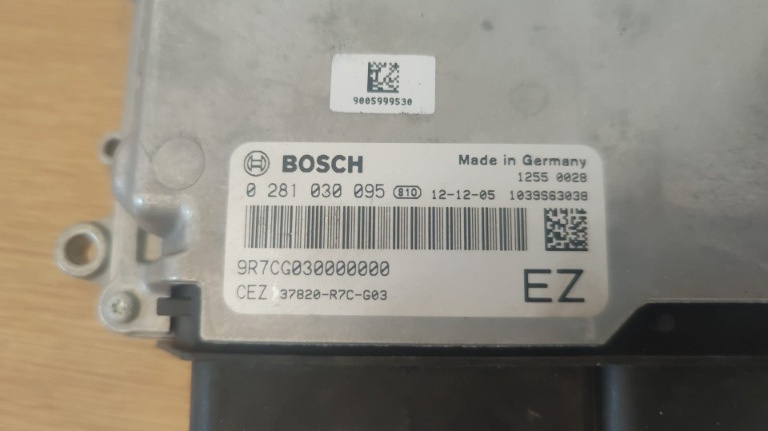 9005999530
BOSCH Made in Germany
1255 0028
0 281 030 095 810 12-12-05 1039S63038
9R7CG030000000
CEZ 37820-R7C-G03
EZ